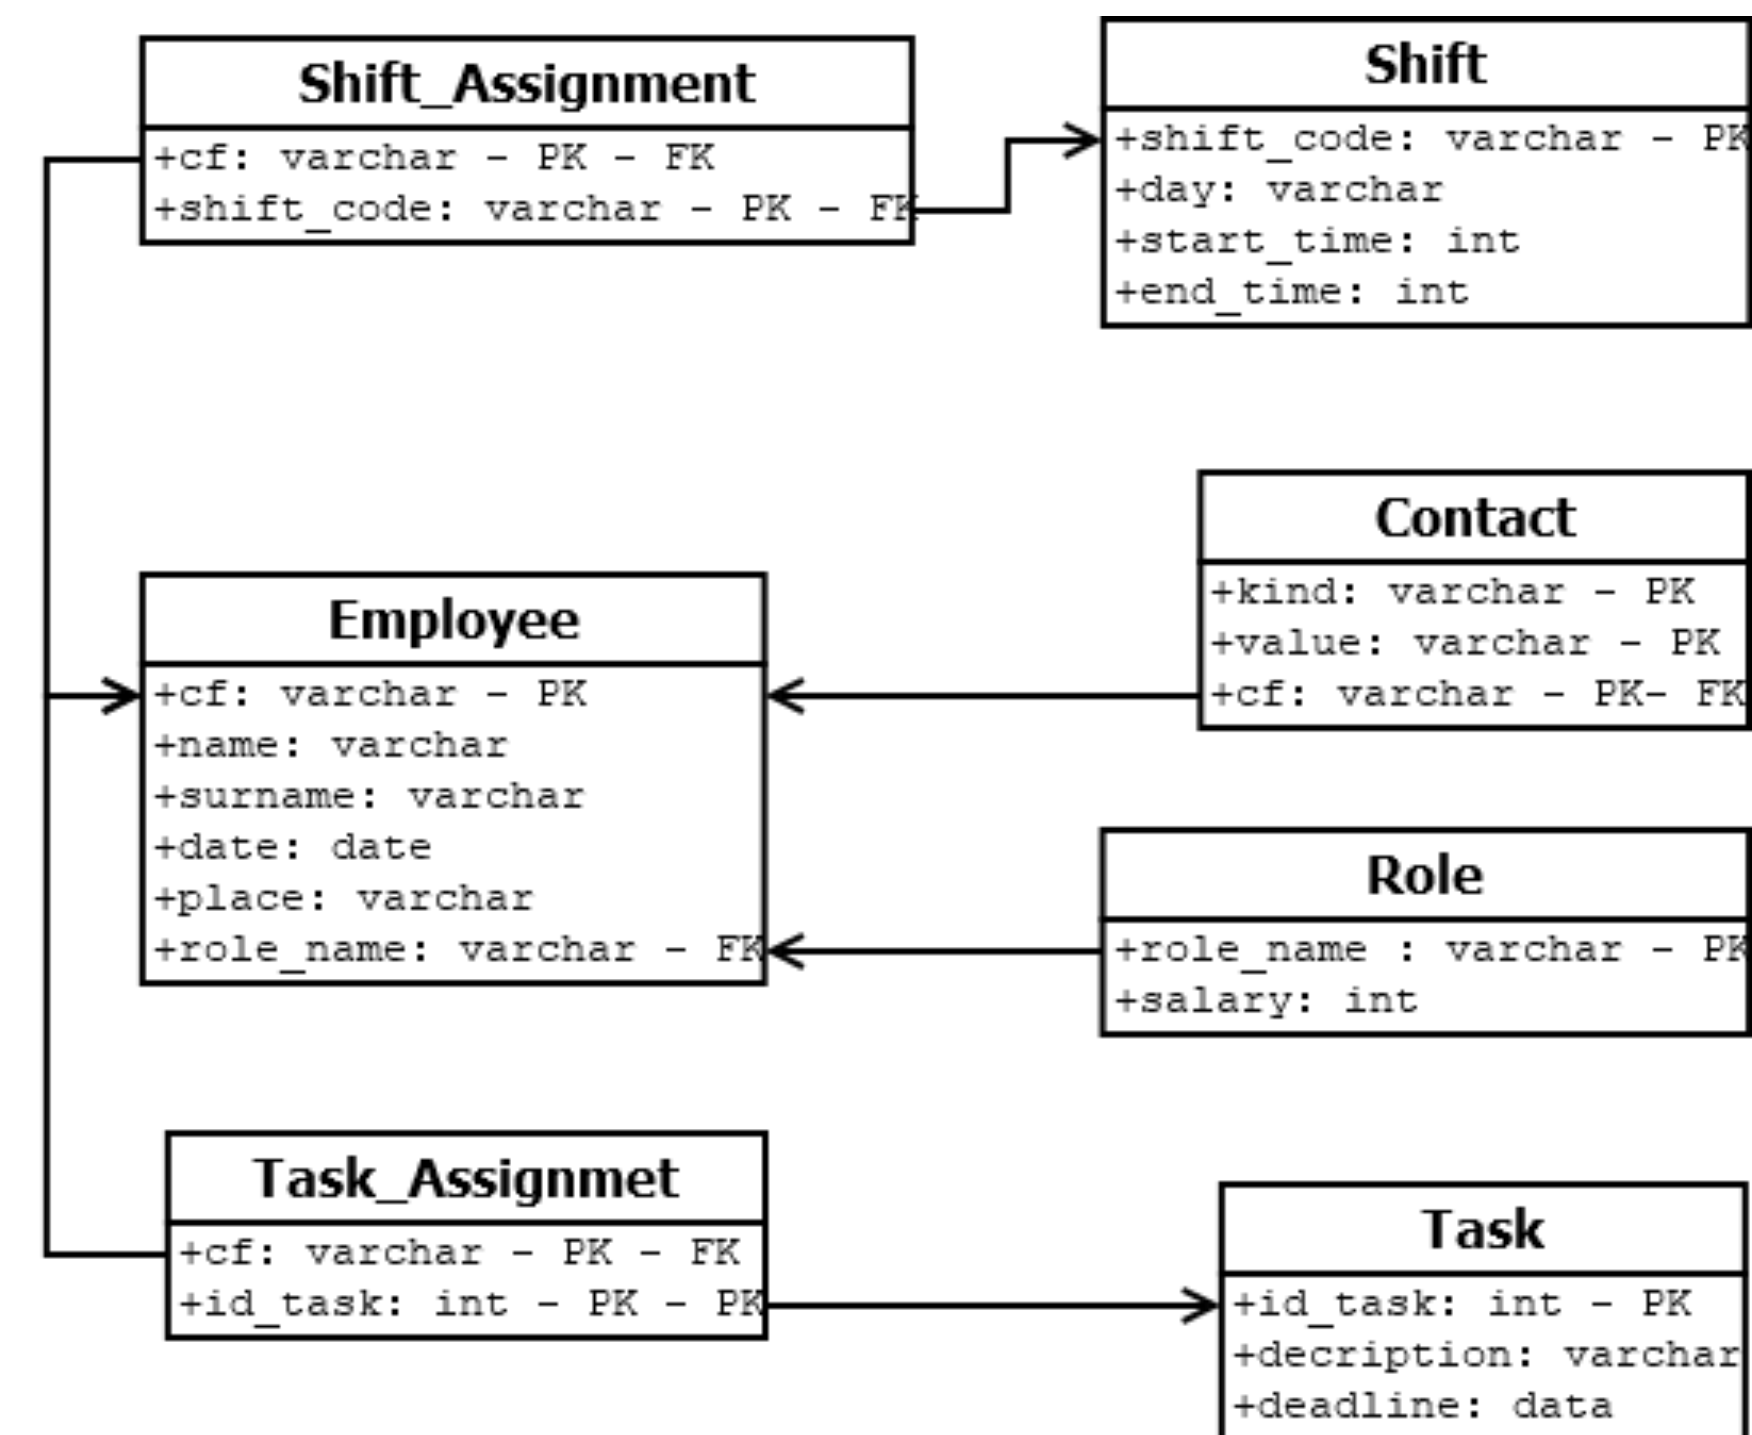 Shift_Assignment
+cf: varchar - PK - FK
+shift_code: varchar - PK - FK
Shift
+shift_code: varchar - PK
+day: varchar
+start_time: int
+end_time: int
Contact
+kind: varchar - PK
+value: varchar - PK
+cf: varchar - PK- FK
Employee
+cf: varchar - PK
+name: varchar
+surname: varchar
+date: date
+place: varchar
+role_name: varchar - FK
Role
+role_name : varchar - PK
+salary: int
Task_Assignmet
+cf: varchar - PK - FK
+id_task: int - PK - PK
Task
+id_task: int - PK
+decription: varchar
+deadline: data